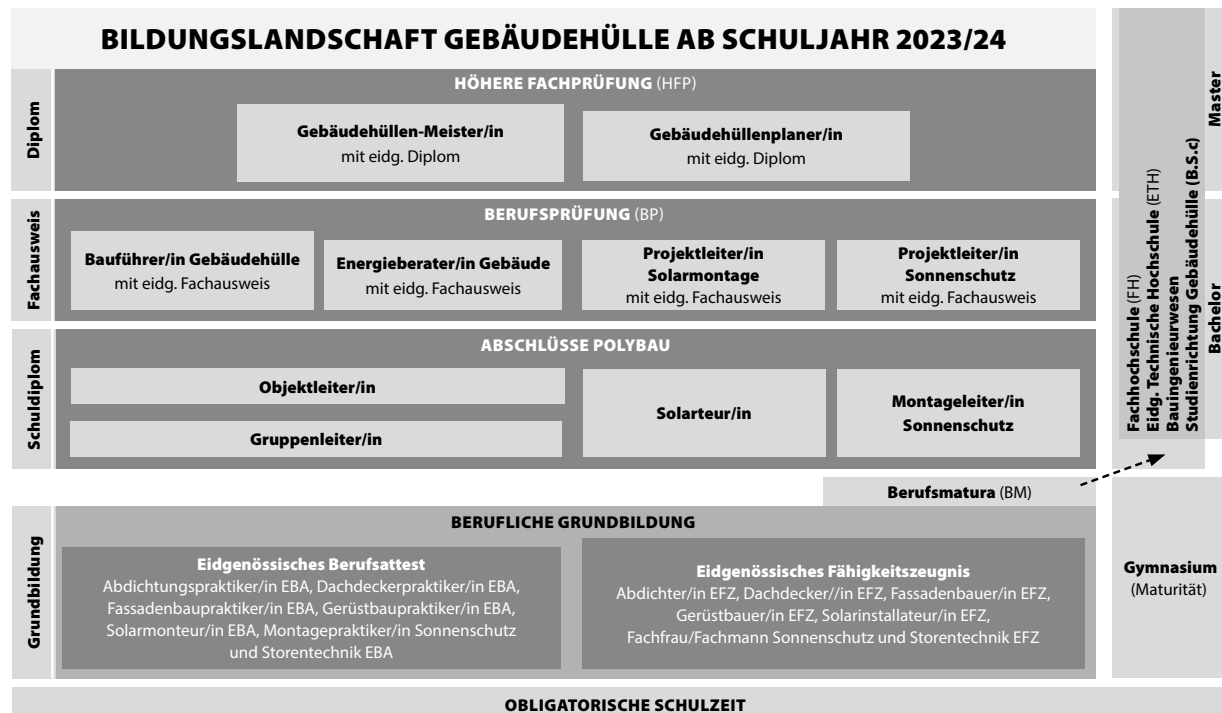 BILDUNGSLANDSCHAFT GEBÄUDEHÜLLE AB SCHULJAHR 2023/24
Diplom
HÖHERE FACHPRÜFUNG (HFP)
Gebäudehüllen-Meister/in
mit eidg. Diplom
Gebäudehüllenplaner/in
mit eidg. Diplom
Fachausweis
BERUFSPRÜFUNG (BP)
Bauführer/in Gebäudehülle
mit eidg. Fachausweis
Energieberater/in Gebäude
mit eidg. Fachausweis
Projektleiter/in
Solarmontage
mit eidg. Fachausweis
Projektleiter/in
Sonnenschutz
mit eidg. Fachausweis
Schuldiplom
ABSCHLÜSSE POLYBAU
Objektleiter/in
Gruppenleiter/in
Solarteur/in
Montageleiter/in
Sonnenschutz
Fachhochschule (FH)
Eidg. Technische Hochschule (ETH)
Bauingenieurwesen
Studienrichtung Gebäudehülle (B.S.c)
Master
Bachelor
Berufsmatura (BM)
Grundbildung
BERUFLICHE GRUNDBILDUNG
Eidgenössisches Berufsattest
Abdichtungspraktiker/in EBA, Dachdeckerpraktiker/in EBA,
Fassadenbaupraktiker/in EBA, Gerüstbaupraktiker/in EBA,
Solarmonteur/in EBA, Montagepraktiker/in Sonnenschutz
und Storentechnik EBA
Eidgenössisches Fähigkeitszeugnis
Abdichter/in EFZ, Dachdecker//in EFZ, Fassadenbauer/in EFZ,
Gerüstbauer/in EFZ, Solarinstallateur/in EFZ,
Fachfrau/Fachmann Sonnenschutz und Storentechnik EFZ
Gymnasium
(Maturität)
OBLIGATORISCHE SCHULZEIT